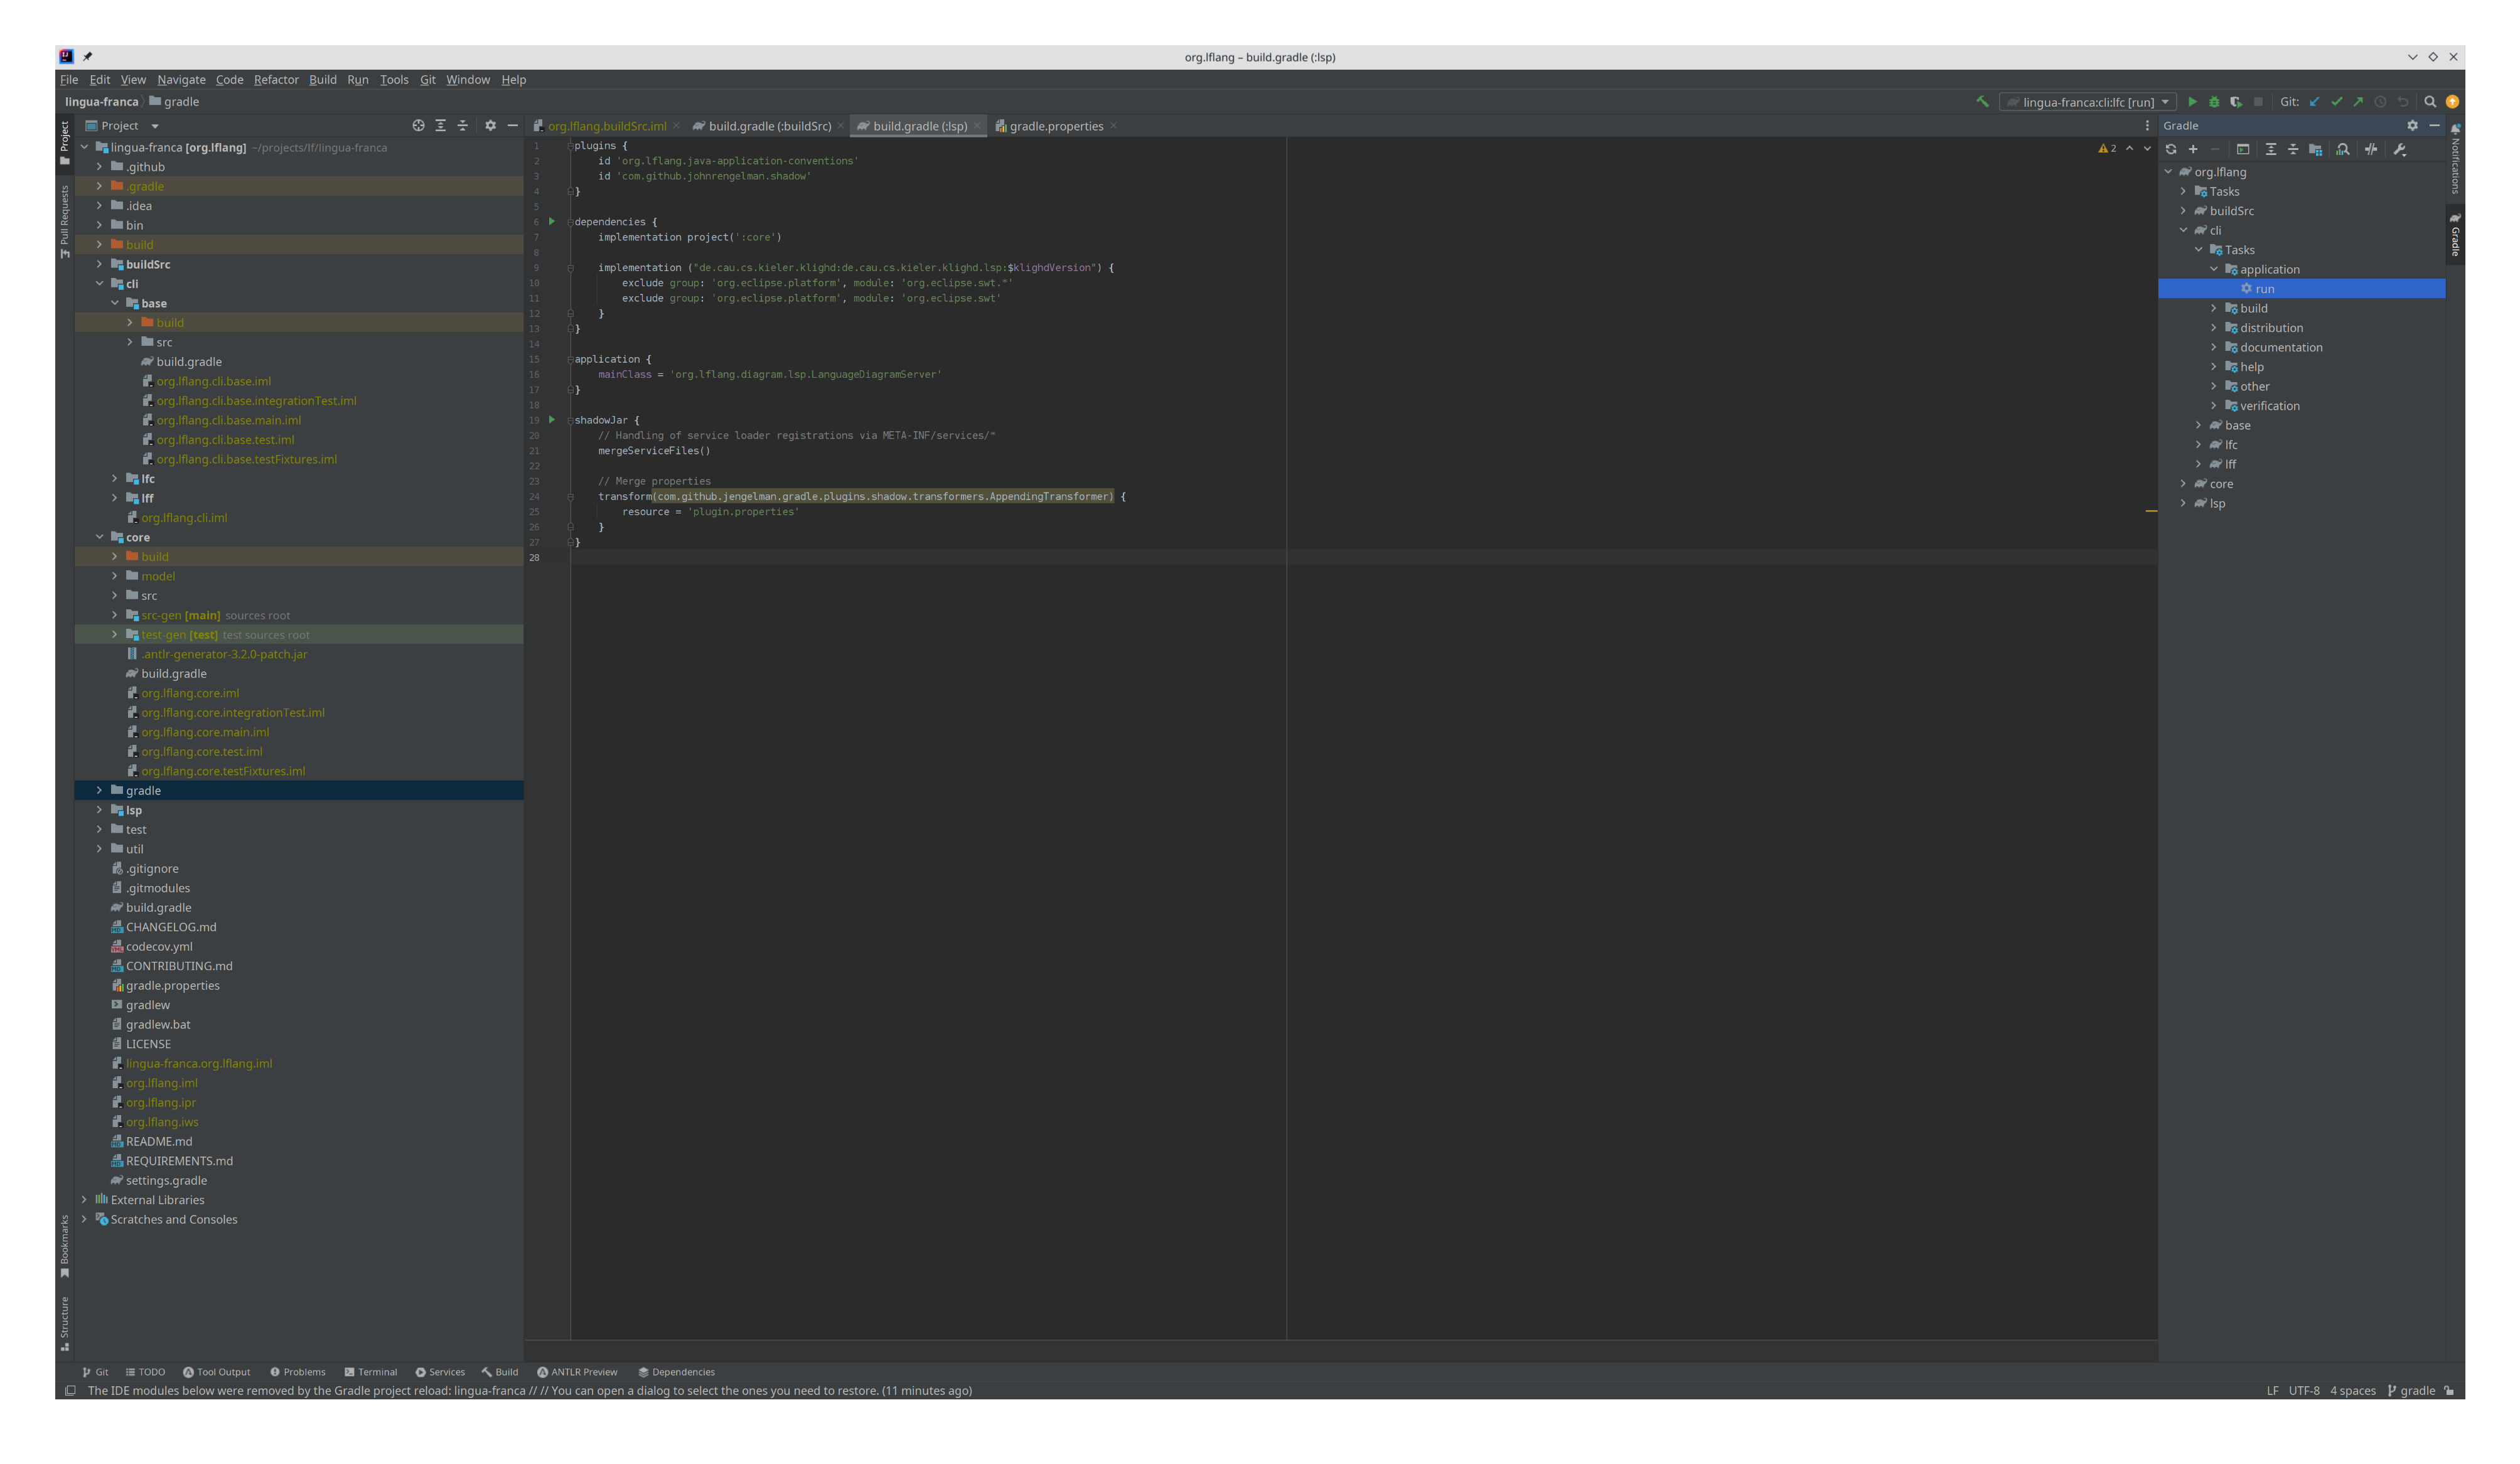 org.lflang – build.gradle (:lsp)
File Edit View Navigate Code Refactor Build Run Tools Git Window Help
lingua-franca gradle
lingua-franca:cli:lfc [run] Git:
Project
Pull Requests
Bookmarks
Structure
Project
lingua-franca [org.lflang] ~/projects/lf/lingua-franca
.github
.gradle
.idea
bin
build
buildSrc
cli
base
build
src
build.gradle
org.lflang.cli.base.iml
org.lflang.cli.base.integrationTest.iml
org.lflang.cli.base.main.iml
org.lflang.cli.base.test.iml
org.lflang.cli.base.testFixtures.iml
lfc
lff
org.lflang.cli.iml
core
build
model
src
src-gen [main] sources root
test-gen [test] test sources root
.antlr-generator-3.2.0-patch.jar
build.gradle
org.lflang.core.iml
org.lflang.core.integrationTest.iml
org.lflang.core.main.iml
org.lflang.core.test.iml
org.lflang.core.testFixtures.iml
gradle
lsp
test
util
.gitignore
.gitmodules
build.gradle
CHANGELOG.md
codecov.yml
CONTRIBUTING.md
gradle.properties
gradlew
gradlew.bat
LICENSE
lingua-franca.org.lflang.iml
org.lflang.iml
org.lflang.ipr
org.lflang.iws
README.md
REQUIREMENTS.md
settings.gradle
External Libraries
Scratches and Consoles
org.lflang.buildSrc.iml build.gradle (:buildSrc) build.gradle (:lsp) gradle.properties
2
1 plugins {
2 id 'org.lflang.java-application-conventions'
3 id 'com.github.johnrengelman.shadow'
4 }
5
6 dependencies {
7 implementation project(':core')
8
9 implementation ("de.cau.cs.kieler.klighd:de.cau.cs.kieler.klighd.lsp:$klighdVersion") {
10 exclude group: 'org.eclipse.platform', module: 'org.eclipse.swt.*'
11 exclude group: 'org.eclipse.platform', module: 'org.eclipse.swt'
12 }
13 }
14
15 application {
16 mainClass = 'org.lflang.diagram.lsp.LanguageDiagramServer'
17 }
18
19 shadowJar {
20 // Handling of service loader registrations via META-INF/services/*
21 mergeServiceFiles()
22
23 // Merge properties
24 transform(com.github.jengelman.gradle.plugins.shadow.transformers.AppendingTransformer) {
25 resource = 'plugin.properties'
26 }
27 }
28
Gradle
org.lflang
Tasks
buildSrc
cli
Tasks
application
run
build
distribution
documentation
help
other
verification
base
lfc
lff
core
lsp
Notifications
Gradle
Git TODO Tool Output Problems Terminal Services Build ANTLR Preview Dependencies
The IDE modules below were removed by the Gradle project reload: lingua-franca // // You can open a dialog to select the ones you need to restore. (11 minutes ago)
LF UTF-8 4 spaces gradle